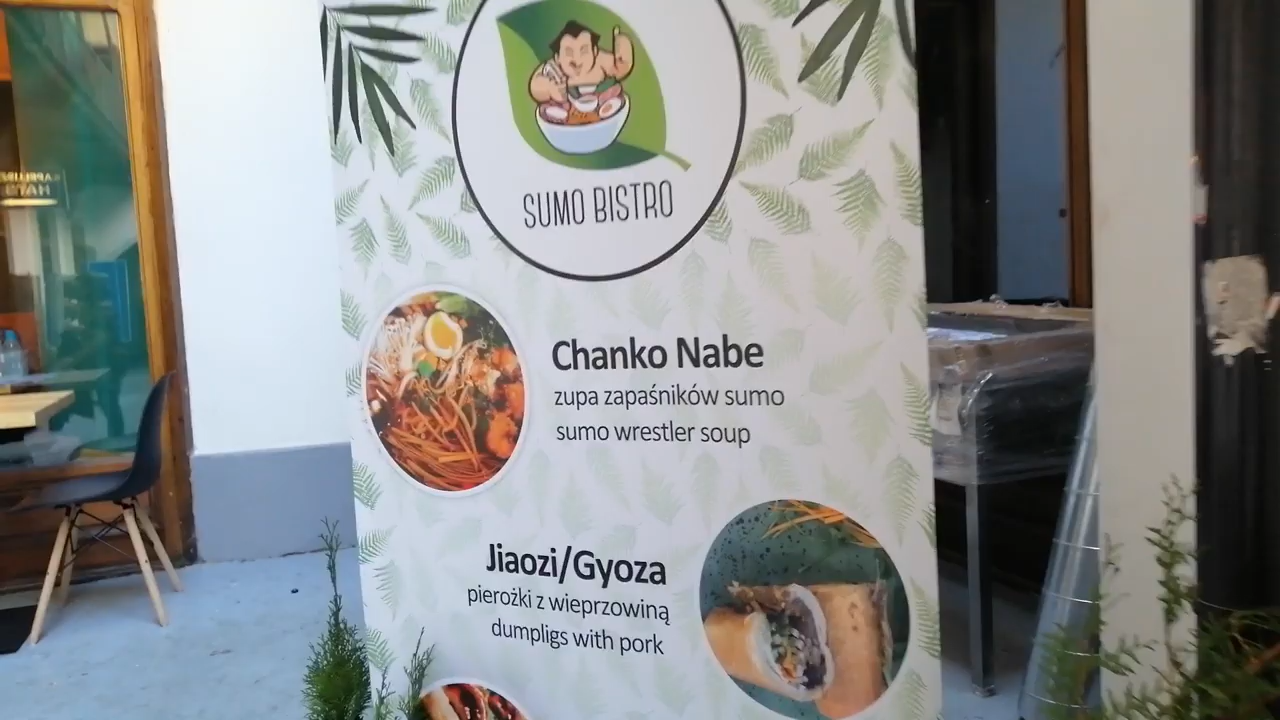 SUMO BISTRO
Chanko Nabe
zupa zapaśników sumo
sumo wrestler soup
Jiaozi/Gyoza
pierożki z wieprzowiną
dumpligs with pork